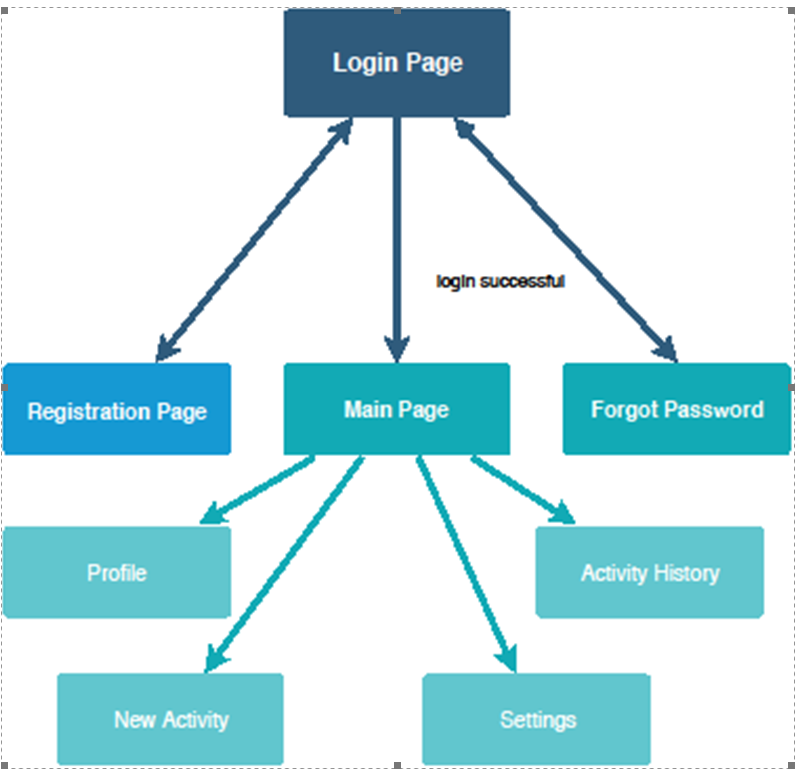 Login Page
login successful
Registration Page
Main Page
Forgot Password
Profile
Activity History
New Activity
Settings